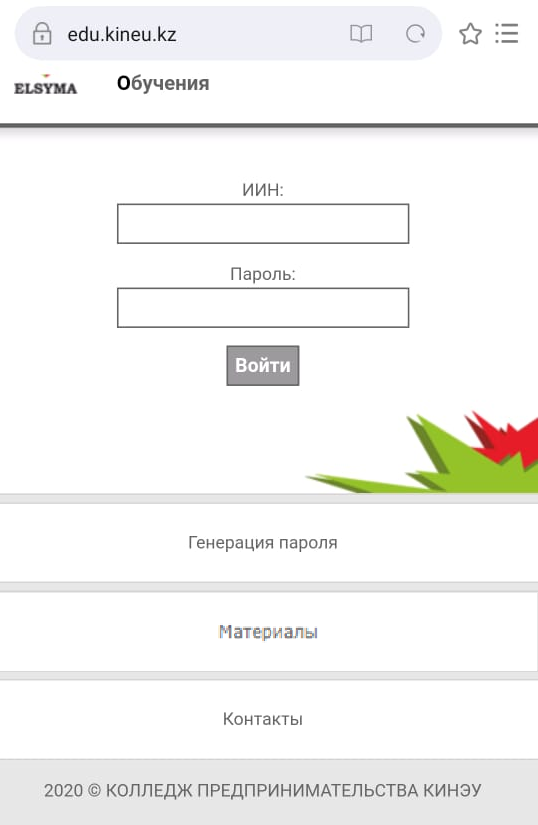 edu.kineu.kz
ELSYMA
Обучения
ИИН:
Пароль:
Войти
Генерация пароля
Материалы
Контакты
2020 © КОЛЛЕДЖ ПРЕДПРИНИМАТЕЛЬСТВА КИНЭУ